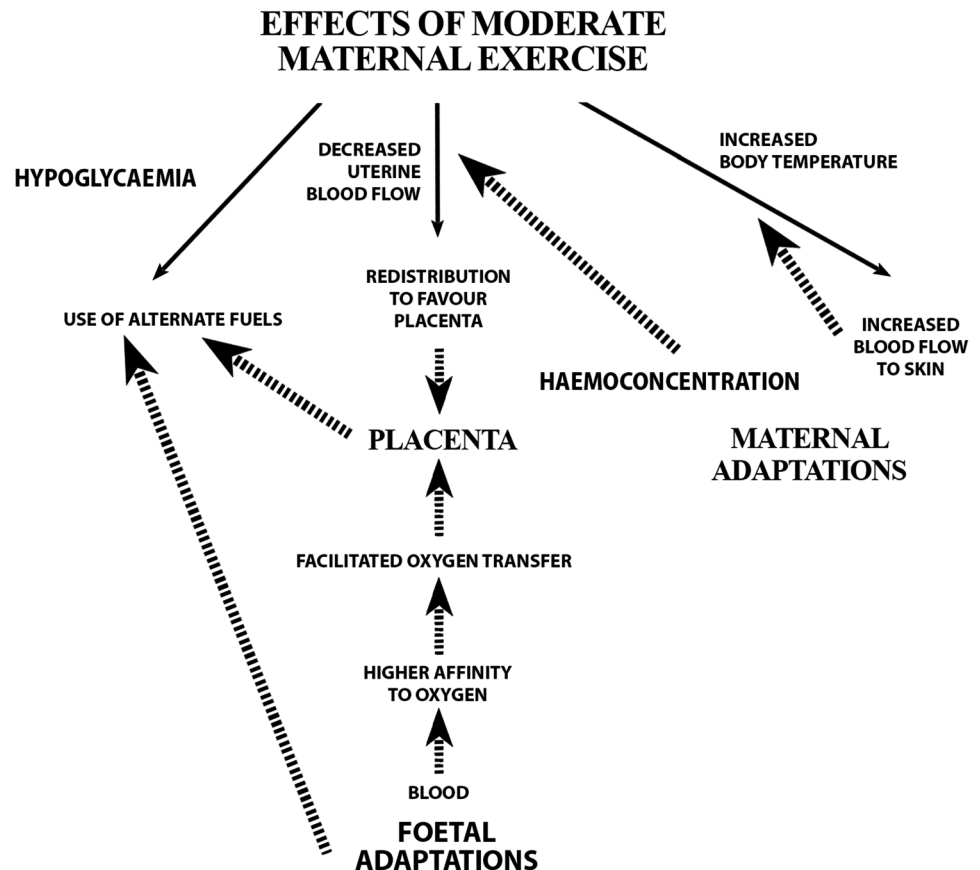 EFFECTS OF MODERATE
MATERNAL EXERCISE
HYPOGLYCAEMIA
DECREASED
UTERINE
BLOOD FLOW
INCREASED
BODY TEMPERATURE
USE OF ALTERNATE FUELS
REDISTRIBUTION
TO FAVOUR
PLACENTA
HAEMOCONCENTRATION
INCREASED
BLOOD FLOW
TO SKIN
PLACENTA
MATERNAL
ADAPTATIONS
FACILITATED OXYGEN TRANSFER
HIGHER AFFINITY
TO OXYGEN
BLOOD
FOETAL
ADAPTATIONS